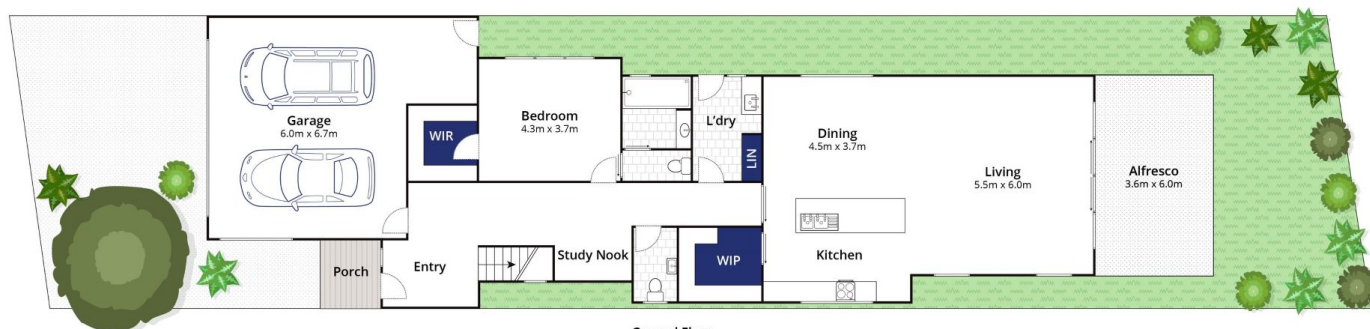 Garage
6.0m x 6.7m
WIR
Bedroom
4.3m x 3.7m
L'dry
LIN
Dining
4.5m x 3.7m
Living
5.5m x 6.0m
Alfresco
3.6m x 6.0m
Porch
Entry
Study Nook
WIP
Kitchen